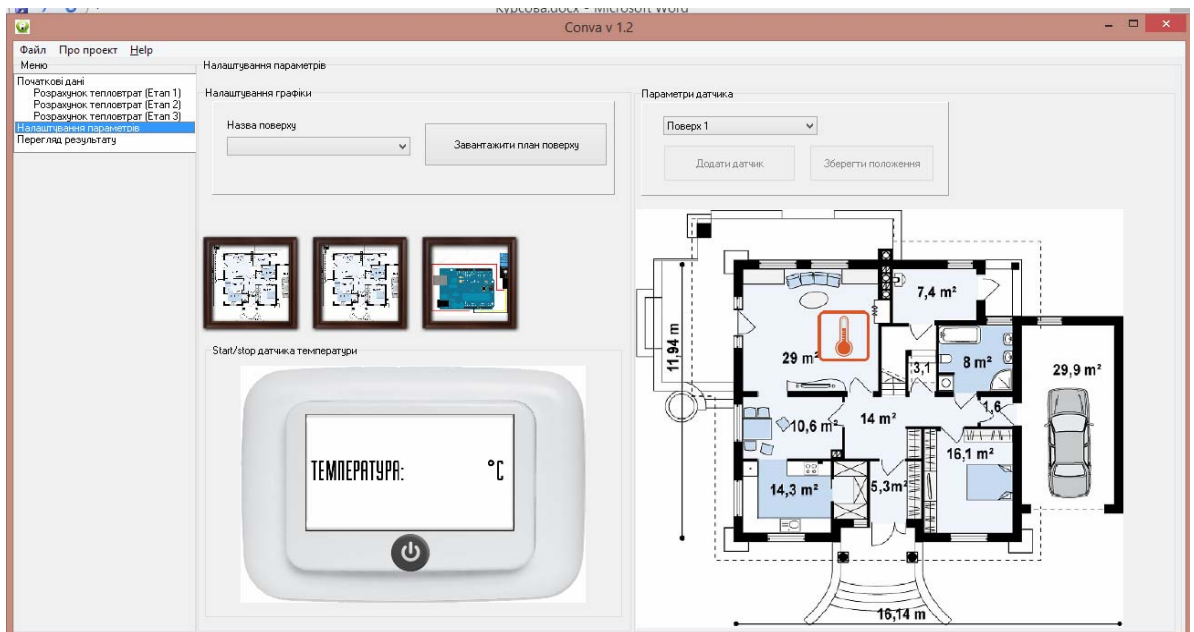 Курсова.docx - Microsoft Word
Conva v 1.2
Файл Про проект Help
Меню
Початкові дані
Розрахунок тепловтрат (Етап 1)
Розрахунок тепловтрат (Етап 2)
Розрахунок тепловтрат (Етап 3)
Налаштування параметрів
Перегляд результату
Налаштування параметрів
Налаштування графіки
Назва поверху
Завантажити план поверху
Start/stop датчика температури
ТЕМПЕРАТУРА: °C
Параметри датчика
Поверх 1
Додати датчик Зберегти положення
7,4 m²
11,94 m
29 m²
3,1
8 m²
29,9 m²
1,6
10,6 m²
14 m²
16,1 m²
14,3 m²
5,3m²
16,14 m